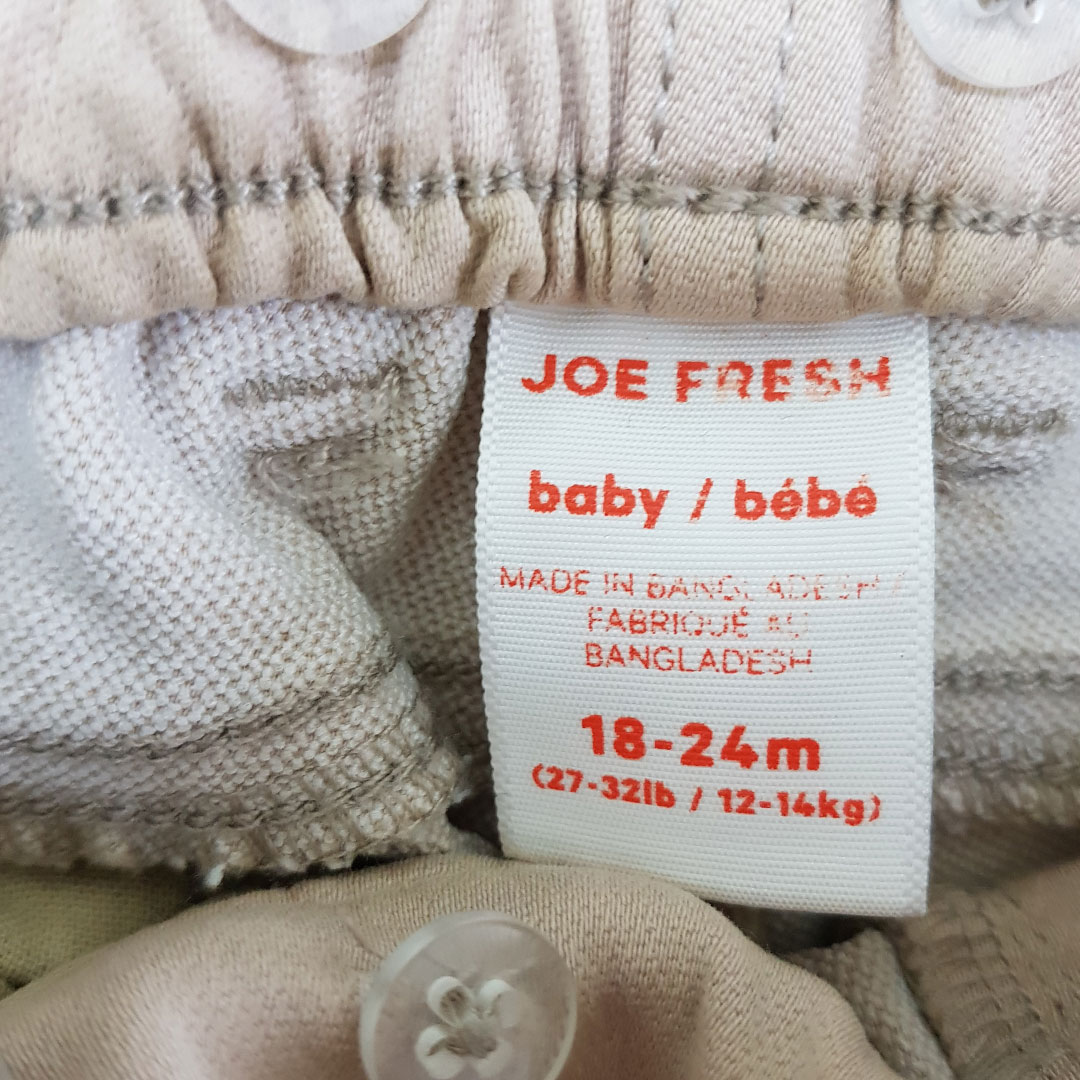 JOE FRESH
baby / bébé
MADE IN BANGLADESH /
FABRIQUÉ AU
BANGLADESH
18-24m
(27-32lb / 12-14kg)